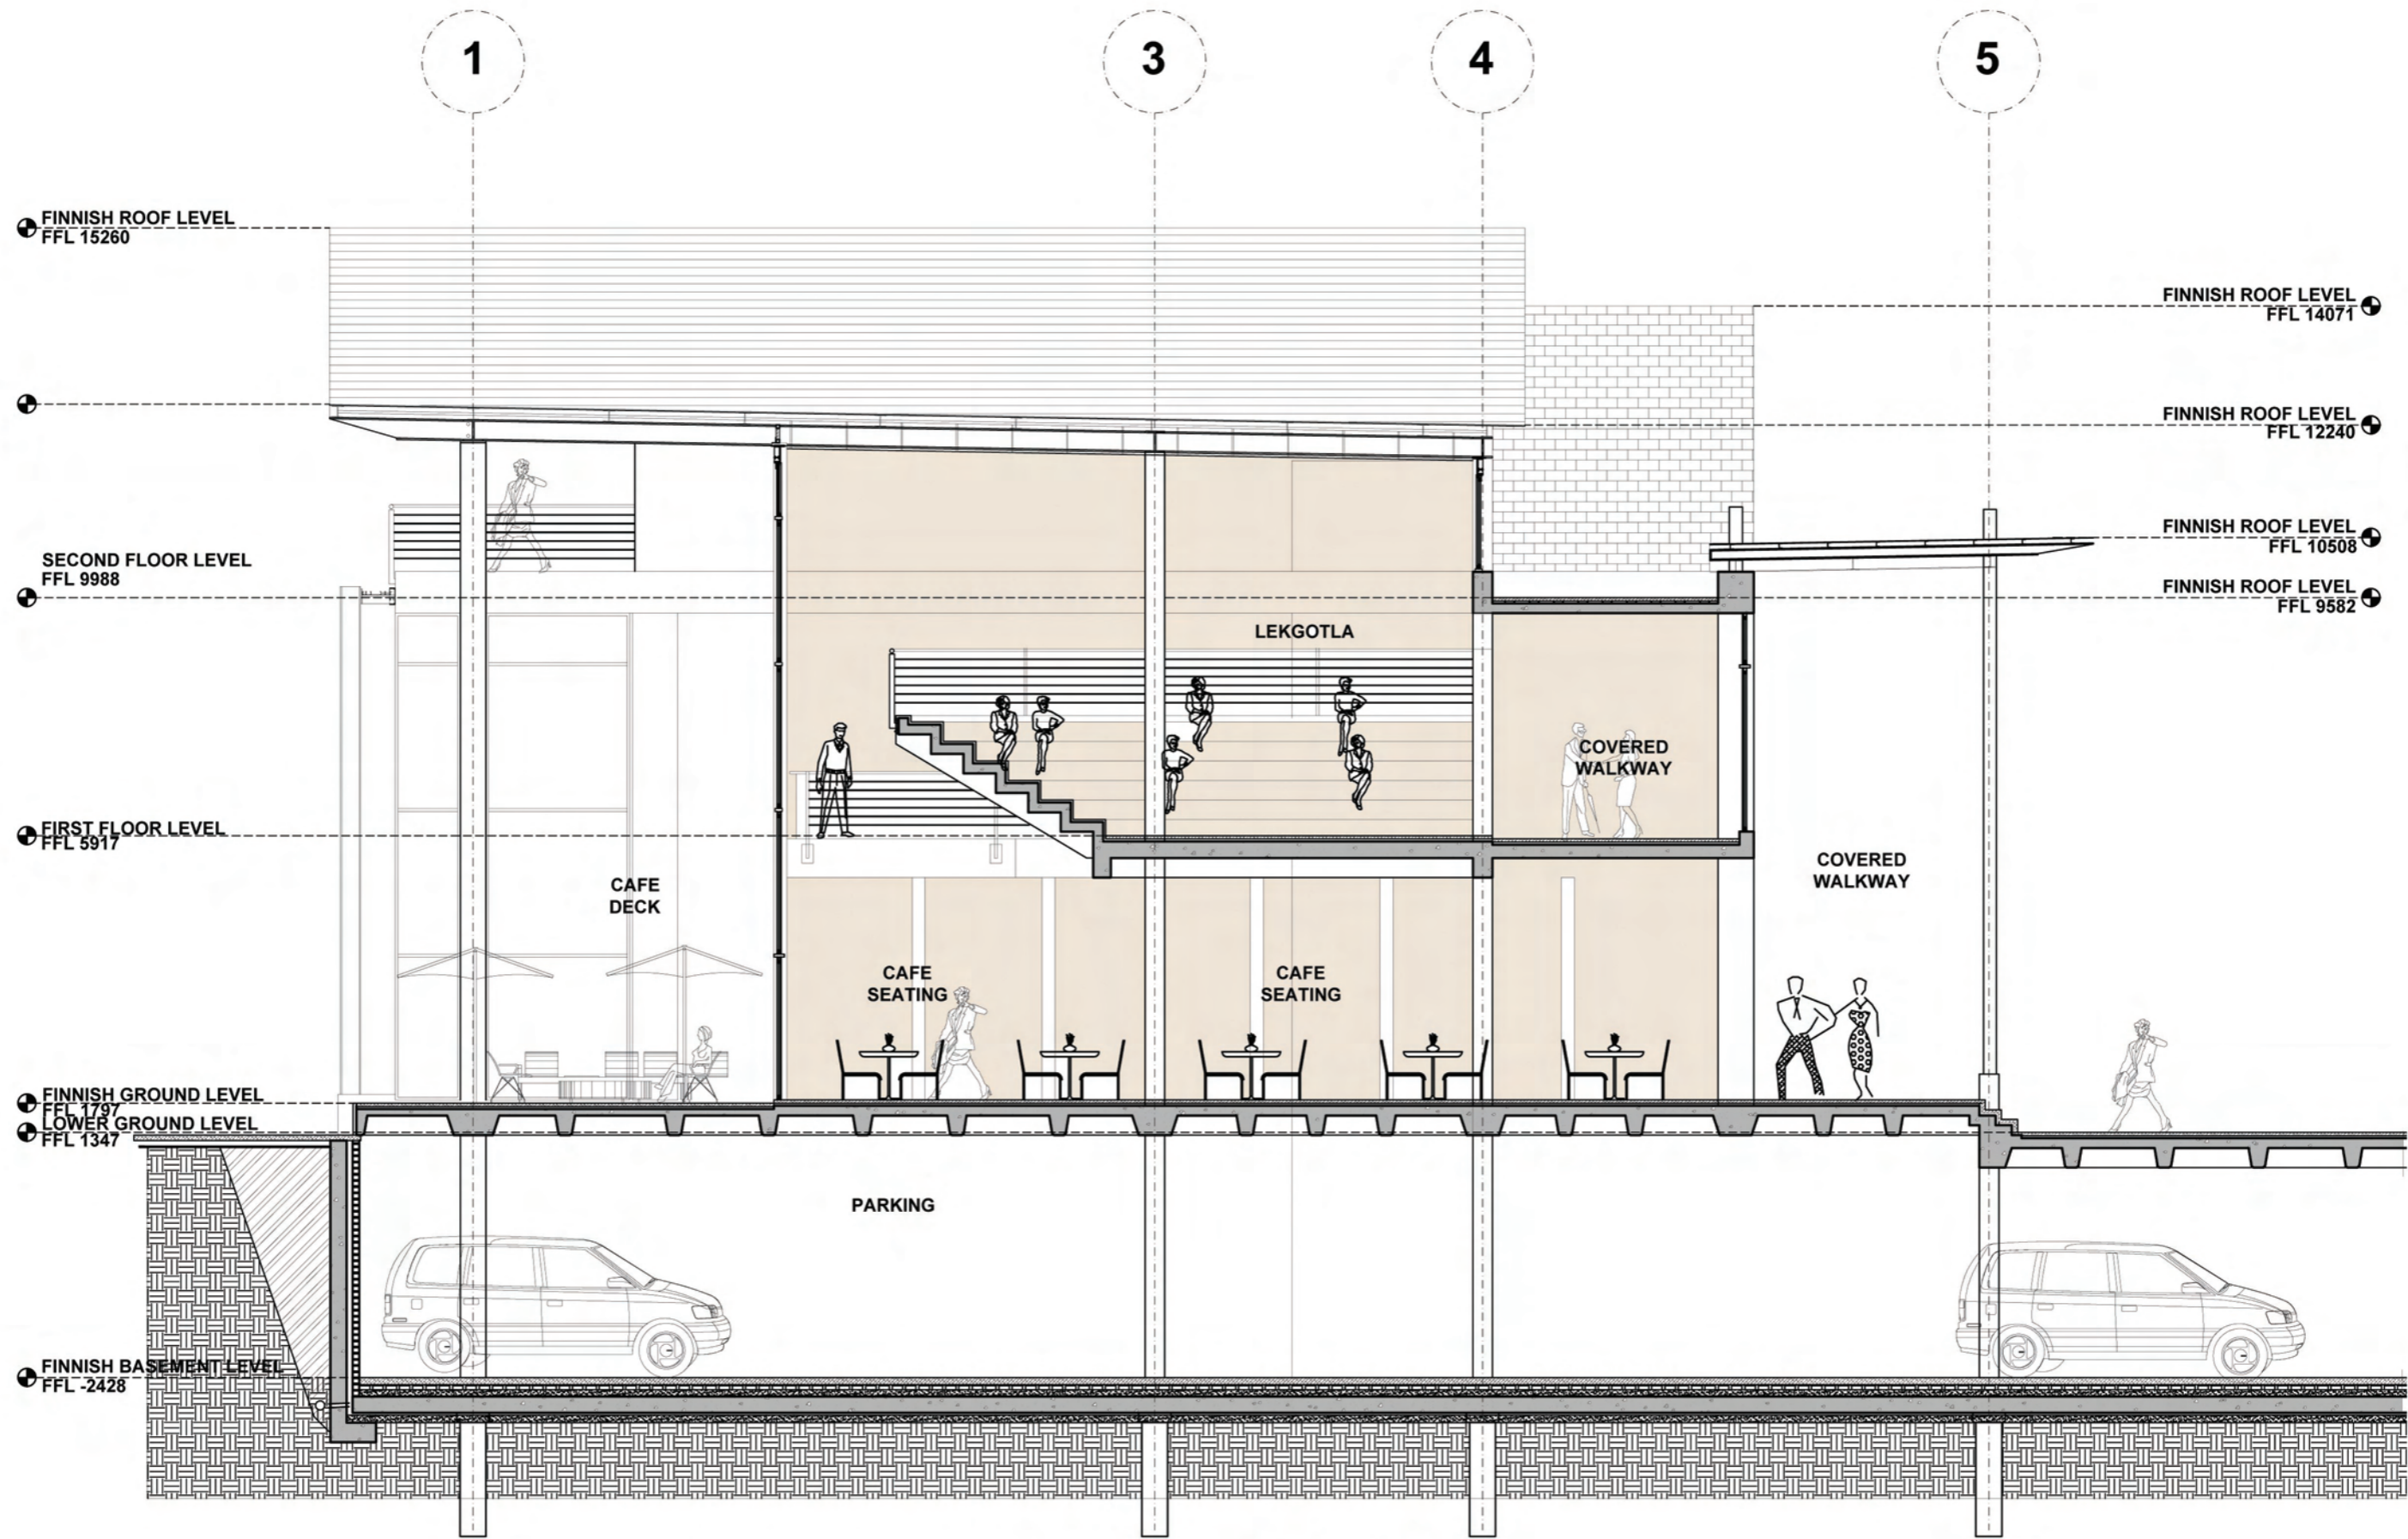 1
3
4
5
FINNISH ROOF LEVEL
FFL 15260
FINNISH ROOF LEVEL
FFL 14071
FINNISH ROOF LEVEL
FFL 12240
FINNISH ROOF LEVEL
FFL 10508
SECOND FLOOR LEVEL
FFL 9988
FINNISH ROOF LEVEL
FFL 9582
LEKGOTLA
COVERED
WALKWAY
FIRST FLOOR LEVEL
FFL 5917
COVERED
WALKWAY
CAFE
DECK
CAFE
SEATING
CAFE
SEATING
FINNISH GROUND LEVEL
FFL 1797
LOWER GROUND LEVEL
FFL 1347
PARKING
FINNISH BASEMENT LEVEL
FFL -2428